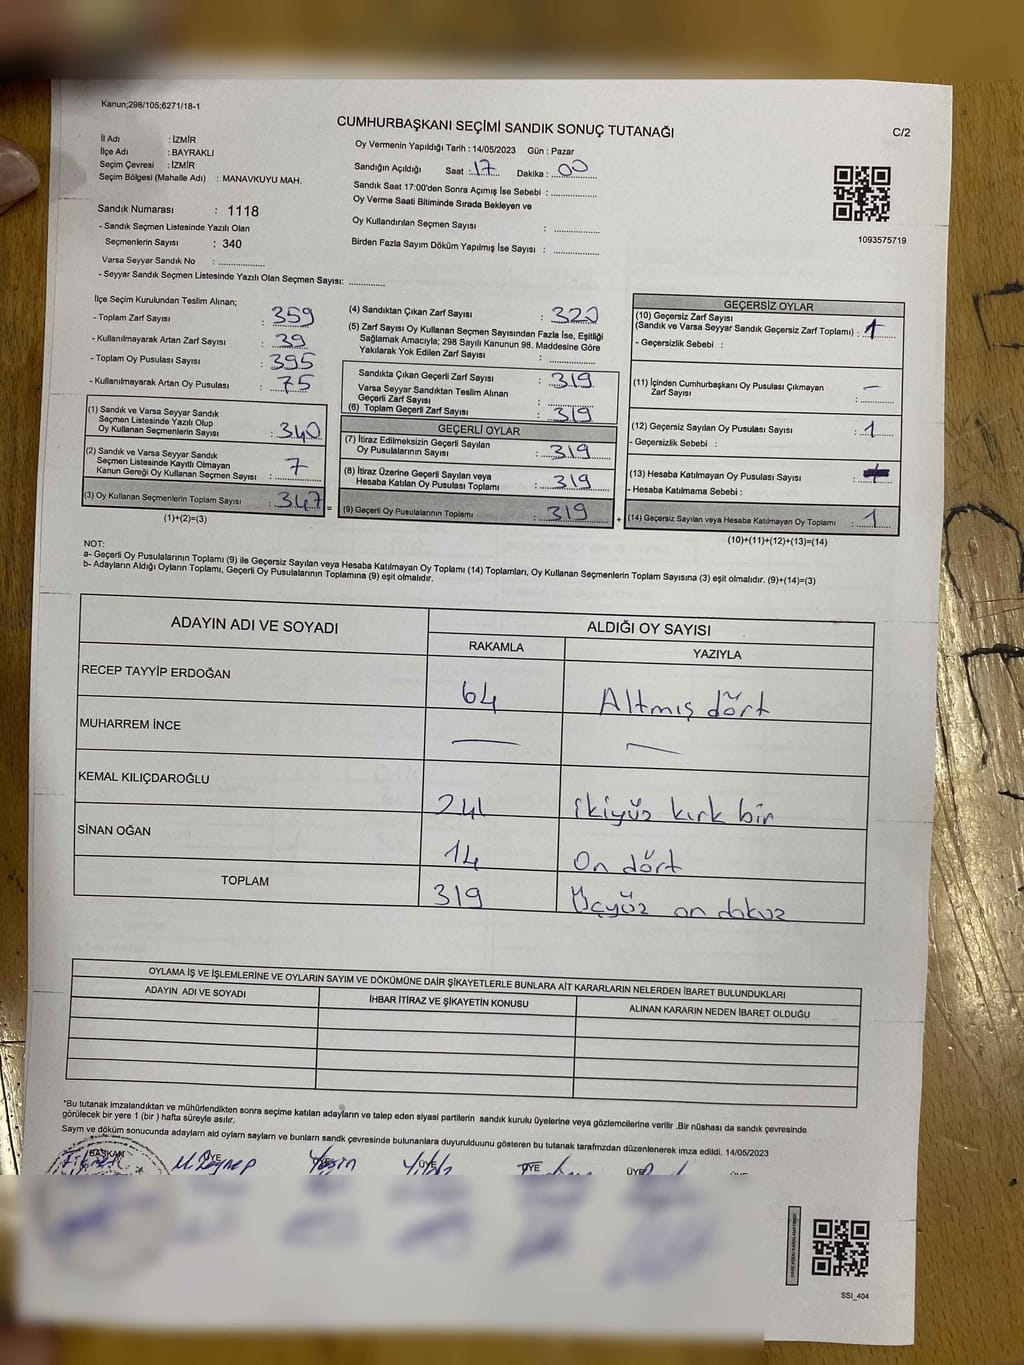 Kanun;298/105;6271/18-1
CUMHURBAŞKANI SEÇİMİ SANDIK SONUÇ TUTANAĞI
C/2
İl Adı : İZMİR
İlçe Adı : BAYRAKLI
Seçim Çevresi : İZMİR
Seçim Bölgesi (Mahalle Adı) : MANAVKUYU MAH.
Sandık Numarası : 1118
- Sandık Seçmen Listesinde Yazılı Olan
Seçmenlerin Sayısı : 340
Varsa Seyyar Sandık No : ..............
- Seyyar Sandık Seçmen Listesinde Yazılı Olan Seçmen Sayısı: ............
Oy Vermenin Yapıldığı Tarih : 14/05/2023 Gün : Pazar
Sandığın Açıldığı Saat : 17 Dakika : 00
Sandık Saat 17:00'den Sonra Açımış İse Sebebi : ..............
Oy Verme Saati Bitiminde Sırada Bekleyen ve
Oy Kullandırılan Seçmen Sayısı : ..............
Birden Fazla Sayım Döküm Yapılmış İse Sayısı : ..............
1093575719
İlçe Seçim Kurulundan Teslim Alınan;
- Toplam Zarf Sayısı : 359
- Kullanılmayarak Artan Zarf Sayısı : 39
- Toplam Oy Pusulası Sayısı : 395
- Kullanılmayarak Artan Oy Pusulası : 75
(1) Sandık ve Varsa Seyyar Sandık
Seçmen Listesinde Yazılı Olup
Oy Kullanan Seçmenlerin Sayısı : 340
(2) Sandık ve Varsa Seyyar Sandık
Seçmen Listesinde Kayıtlı Olmayan
Kanun Gereği Oy Kullanan Seçmen Sayısı : 7
(3) Oy Kullanan Seçmenlerin Toplam Sayısı : 347
(1)+(2)=(3)
(4) Sandıktan Çıkan Zarf Sayısı : 320
(5) Zarf Sayısı Oy Kullanan Seçmen Sayısından Fazla İse, Eşitliği
Sağlamak Amacıyla; 298 Sayılı Kanunun 98. Maddesine Göre
Yakılarak Yok Edilen Zarf Sayısı : ..............
Sandıkta Çıkan Geçerli Zarf Sayısı : 319
Varsa Seyyar Sandıktan Teslim Alınan
Geçerli Zarf Sayısı : ..............
(6) Toplam Geçerli Zarf Sayısı : 319
GEÇERLİ OYLAR
(7) İtiraz Edilmeksizin Geçerli Sayılan
Oy Pusulalarının Sayısı : 319
(8) İtiraz Üzerine Geçerli Sayılan veya
Hesaba Katılan Oy Pusulası Toplamı : 319
(9) Geçerli Oy Pusulalarının Toplamı : 319
GEÇERSİZ OYLAR
(10) Geçersiz Zarf Sayısı
(Sandık ve Varsa Seyyar Sandık Geçersiz Zarf Toplamı) : 1
- Geçersizlik Sebebi :
(11) İçinden Cumhurbaşkanı Oy Pusulası Çıkmayan
Zarf Sayısı : —
(12) Geçersiz Sayılan Oy Pusulası Sayısı : 1
- Geçersizlik Sebebi :
(13) Hesaba Katılmayan Oy Pusulası Sayısı :
- Hesaba Katılmama Sebebi :
(14) Geçersiz Sayılan veya Hesaba Katılmayan Oy Toplamı : 1
(10)+(11)+(12)+(13)=(14)
NOT:
a- Geçerli Oy Pusulalarının Toplamı (9) ile Geçersiz Sayılan veya Hesaba Katılmayan Oy Toplamı (14) Toplamları, Oy Kullanan Seçmenlerin Toplam Sayısına (3) eşit olmalıdır. (9)+(14)=(3)
b- Adayların Aldığı Oyların Toplamı, Geçerli Oy Pusulalarının Toplamına (9) eşit olmalıdır.
ADAYIN ADI VE SOYADI ALDIĞI OY SAYISI
RAKAMLA YAZIYLA
RECEP TAYYİP ERDOĞAN 64 Altmış dört
MUHARREM İNCE — —
KEMAL KILIÇDAROĞLU 241 ikiyüz kırk bir
SİNAN OĞAN 14 On dört
TOPLAM 319 Üçyüz on dokuz
OYLAMA İŞ VE İŞLEMLERİNE VE OYLARIN SAYIM VE DÖKÜMÜNE DAİR ŞİKAYETLERLE BUNLARA AİT KARARLARIN NELERDEN İBARET BULUNDUKLARI
ADAYIN ADI VE SOYADI İHBAR İTİRAZ VE ŞİKAYETİN KONUSU ALINAN KARARIN NEDEN İBARET OLDUĞU
*Bu tutanak imzalandıktan ve mühürlendikten sonra seçime katılan adayların ve talep eden siyasi partilerin sandık kurulu üyelerine veya gözlemcilerine verilir .Bir nüshası da sandık çevresinde
görülecek bir yere 1 (bir ) hafta süreyle asılır.
Saym ve döküm sonucunda adaylarn ald oylarn saylarn ve bunlarn sandk çevresinde bulunanlara duyurulduunu gösteren bu tutanak tarafmzdan düzenlenerek imza edildi. 14/05/2023
BAŞKAN ÜYE ÜYE ÜYE ÜYE ÜYE
M. Zeynep Yasin Yıldız
SSI_404